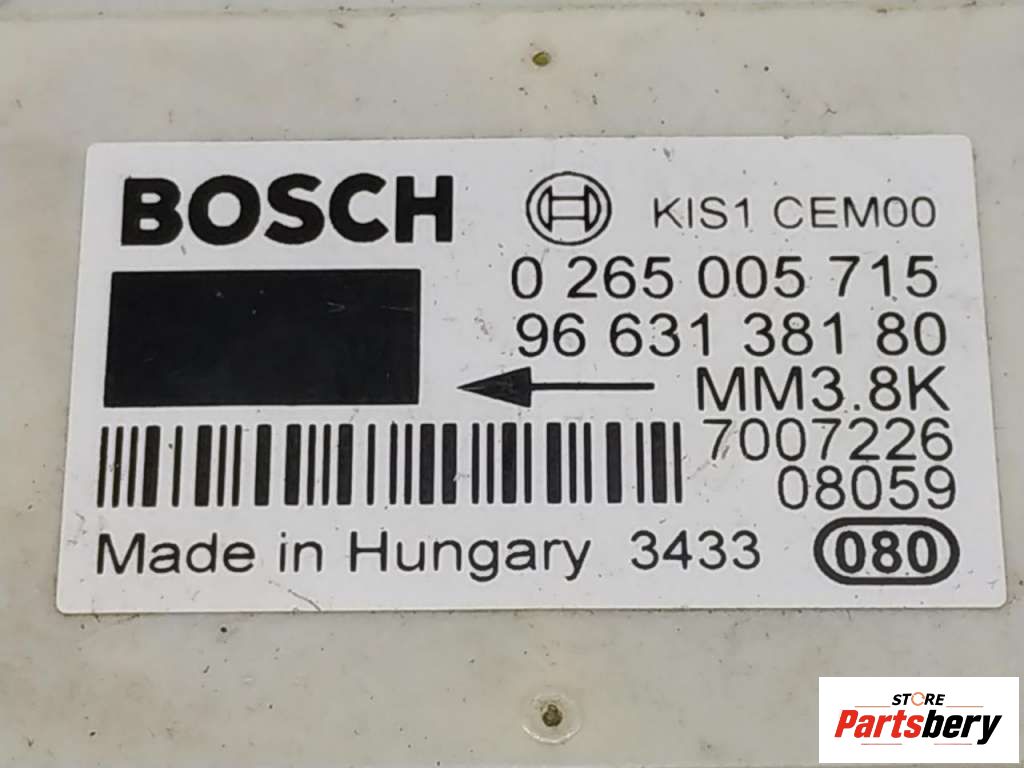 BOSCH KIS1 CEM00
0 265 005 715
96 631 381 80
MM3.8K
7007226
08059
Made in Hungary 3433 080
STORE
Partsbery